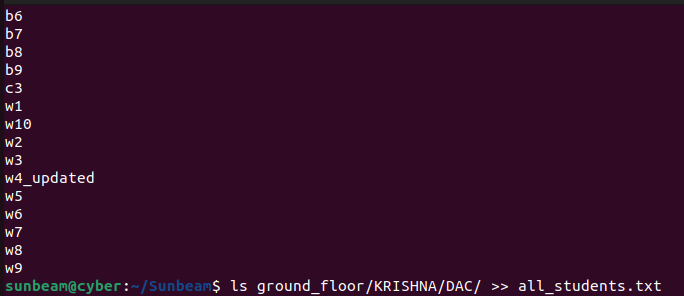 b6
b7
b8
b9
c3
w1
w10
w2
w3
w4_updated
w5
w6
w7
w8
w9
sunbeam@cyber:~/Sunbeam$ ls ground_floor/KRISHNA/DAC/ >> all_students.txt